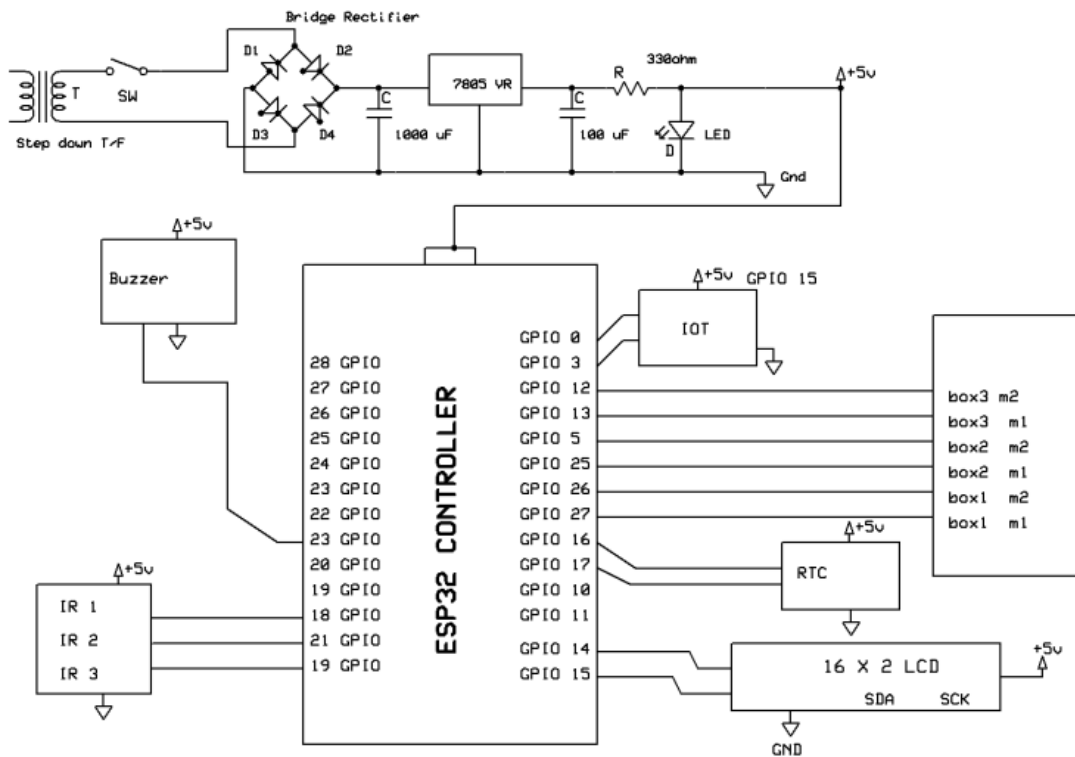 Bridge Rectifier
D1
D2
D3
D4
T
SW
Step down T/F
C
1000 uF
7805 VR
C
100 uF
R
330ohm
D
LED
+5v
Gnd
+5v
Buzzer
+5v
IR 1
IR 2
IR 3
28 GPIO
27 GPIO
26 GPIO
25 GPIO
24 GPIO
23 GPIO
22 GPIO
23 GPIO
20 GPIO
19 GPIO
18 GPIO
21 GPIO
19 GPIO
ESP32 CONTROLLER
GPIO 0
GPIO 3
GPIO 12
GPIO 13
GPIO 5
GPIO 25
GPIO 26
GPIO 27
GPIO 16
GPIO 17
GPIO 10
GPIO 11
GPIO 14
GPIO 15
+5v
GPIO 15
IOT
box3 m2
box3 m1
box2 m2
box2 m1
box1 m2
box1 m1
+5v
RTC
16 X 2 LCD
SDA SCK
+5v
GND